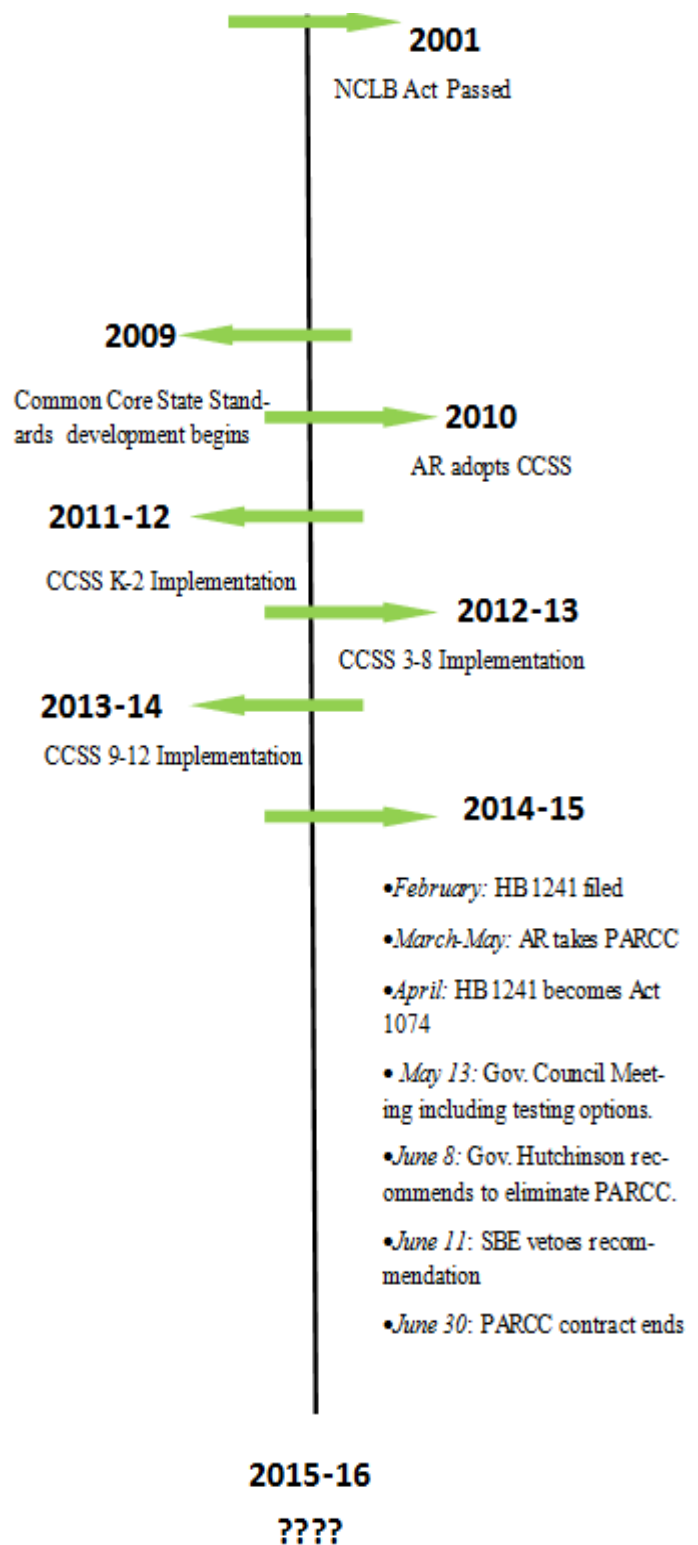 2001
NCLB Act Passed
2009
Common Core State Stand-
ards development begins
2010
AR adopts CCSS
2011-12
CCSS K-2 Implementation
2012-13
CCSS 3-8 Implementation
2013-14
CCSS 9-12 Implementation
2014-15
•February: HB 1241 filed
•March-May: AR takes PARCC
•April: HB 1241 becomes Act
1074
• May 13: Gov. Council Meet-
ing including testing options.
•June 8: Gov. Hutchinson rec-
ommends to eliminate PARCC.
•June 11: SBE vetoes recom-
mendation
•June 30: PARCC contract ends
2015-16
????